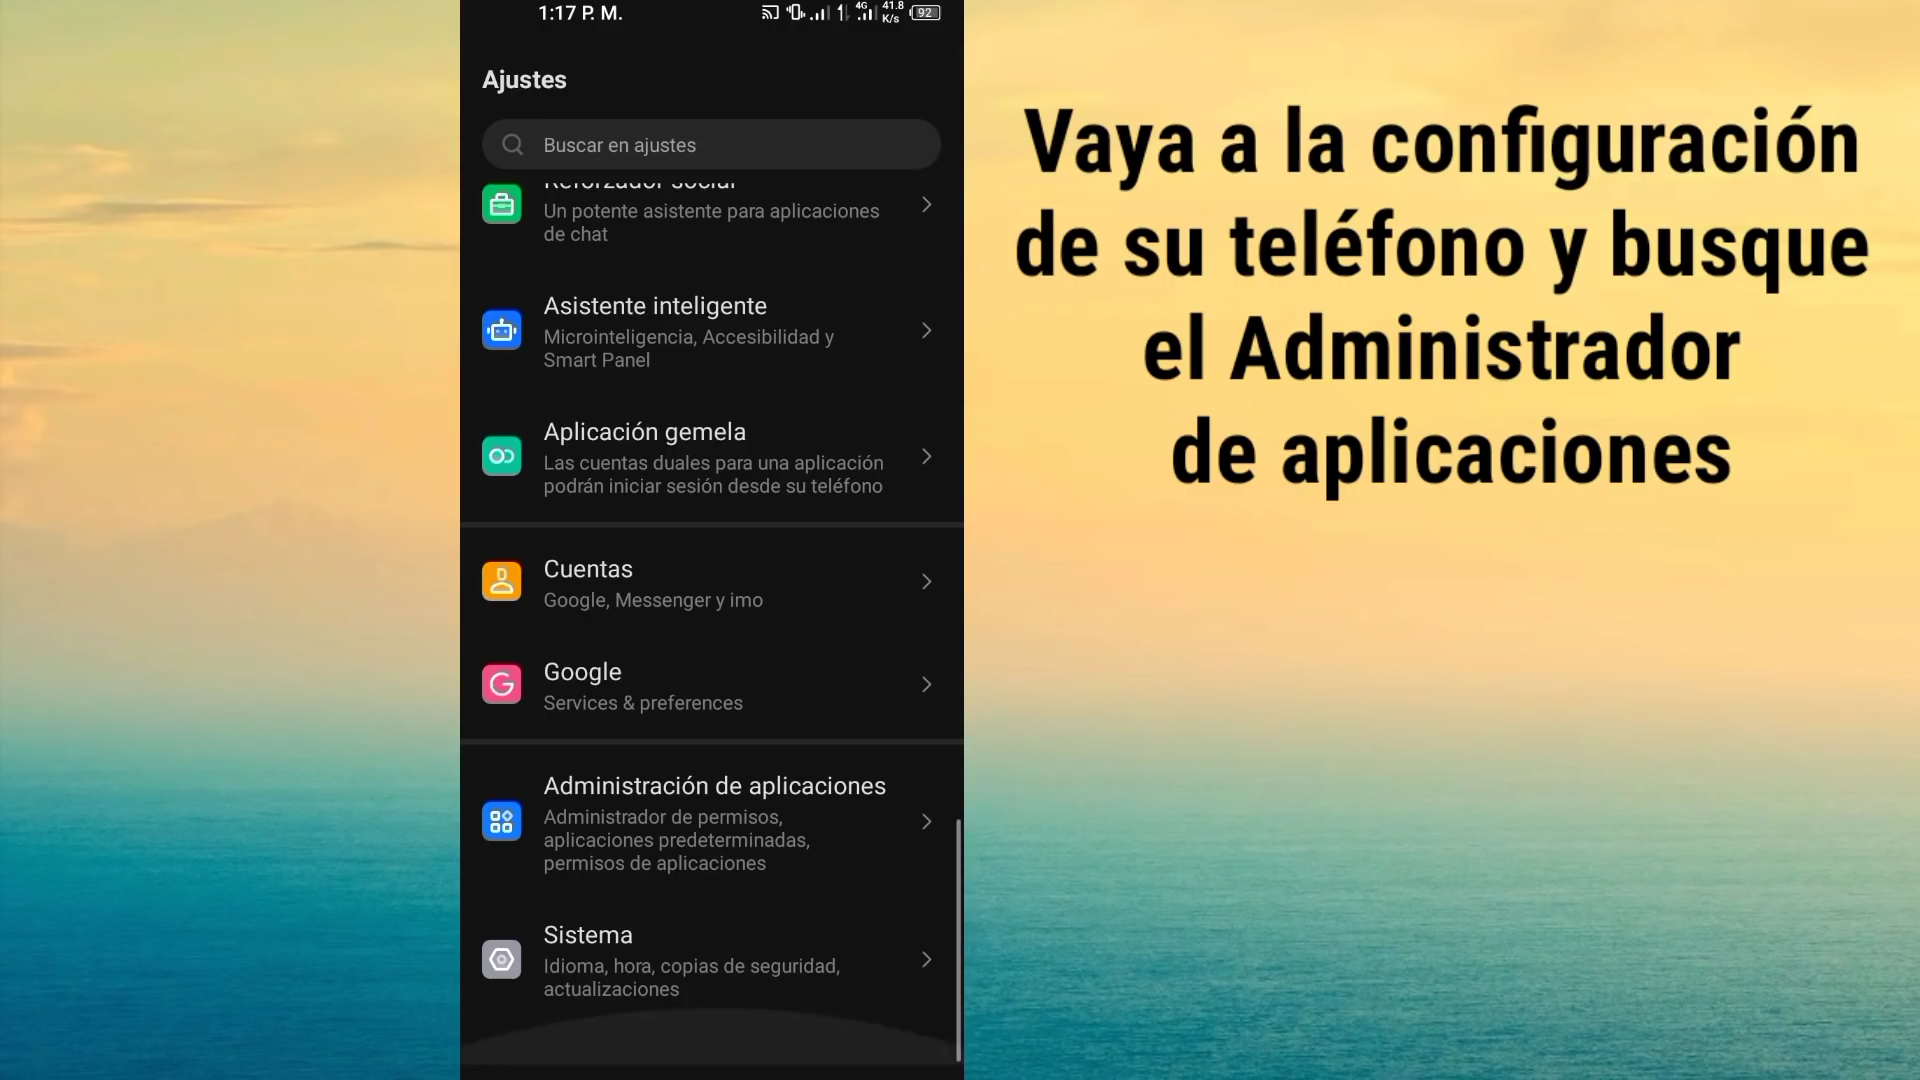 1:17 P. M.
4G
41.8
K/s
92
Ajustes
Buscar en ajustes
Reforzador social
Un potente asistente para aplicaciones
de chat
Asistente inteligente
Microinteligencia, Accesibilidad y
Smart Panel
Aplicación gemela
Las cuentas duales para una aplicación
podrán iniciar sesión desde su teléfono
Cuentas
Google, Messenger y imo
Google
Services & preferences
Administración de aplicaciones
Administrador de permisos,
aplicaciones predeterminadas,
permisos de aplicaciones
Sistema
Idioma, hora, copias de seguridad,
actualizaciones
Vaya a la configuración
de su teléfono y busque
el Administrador
de aplicaciones